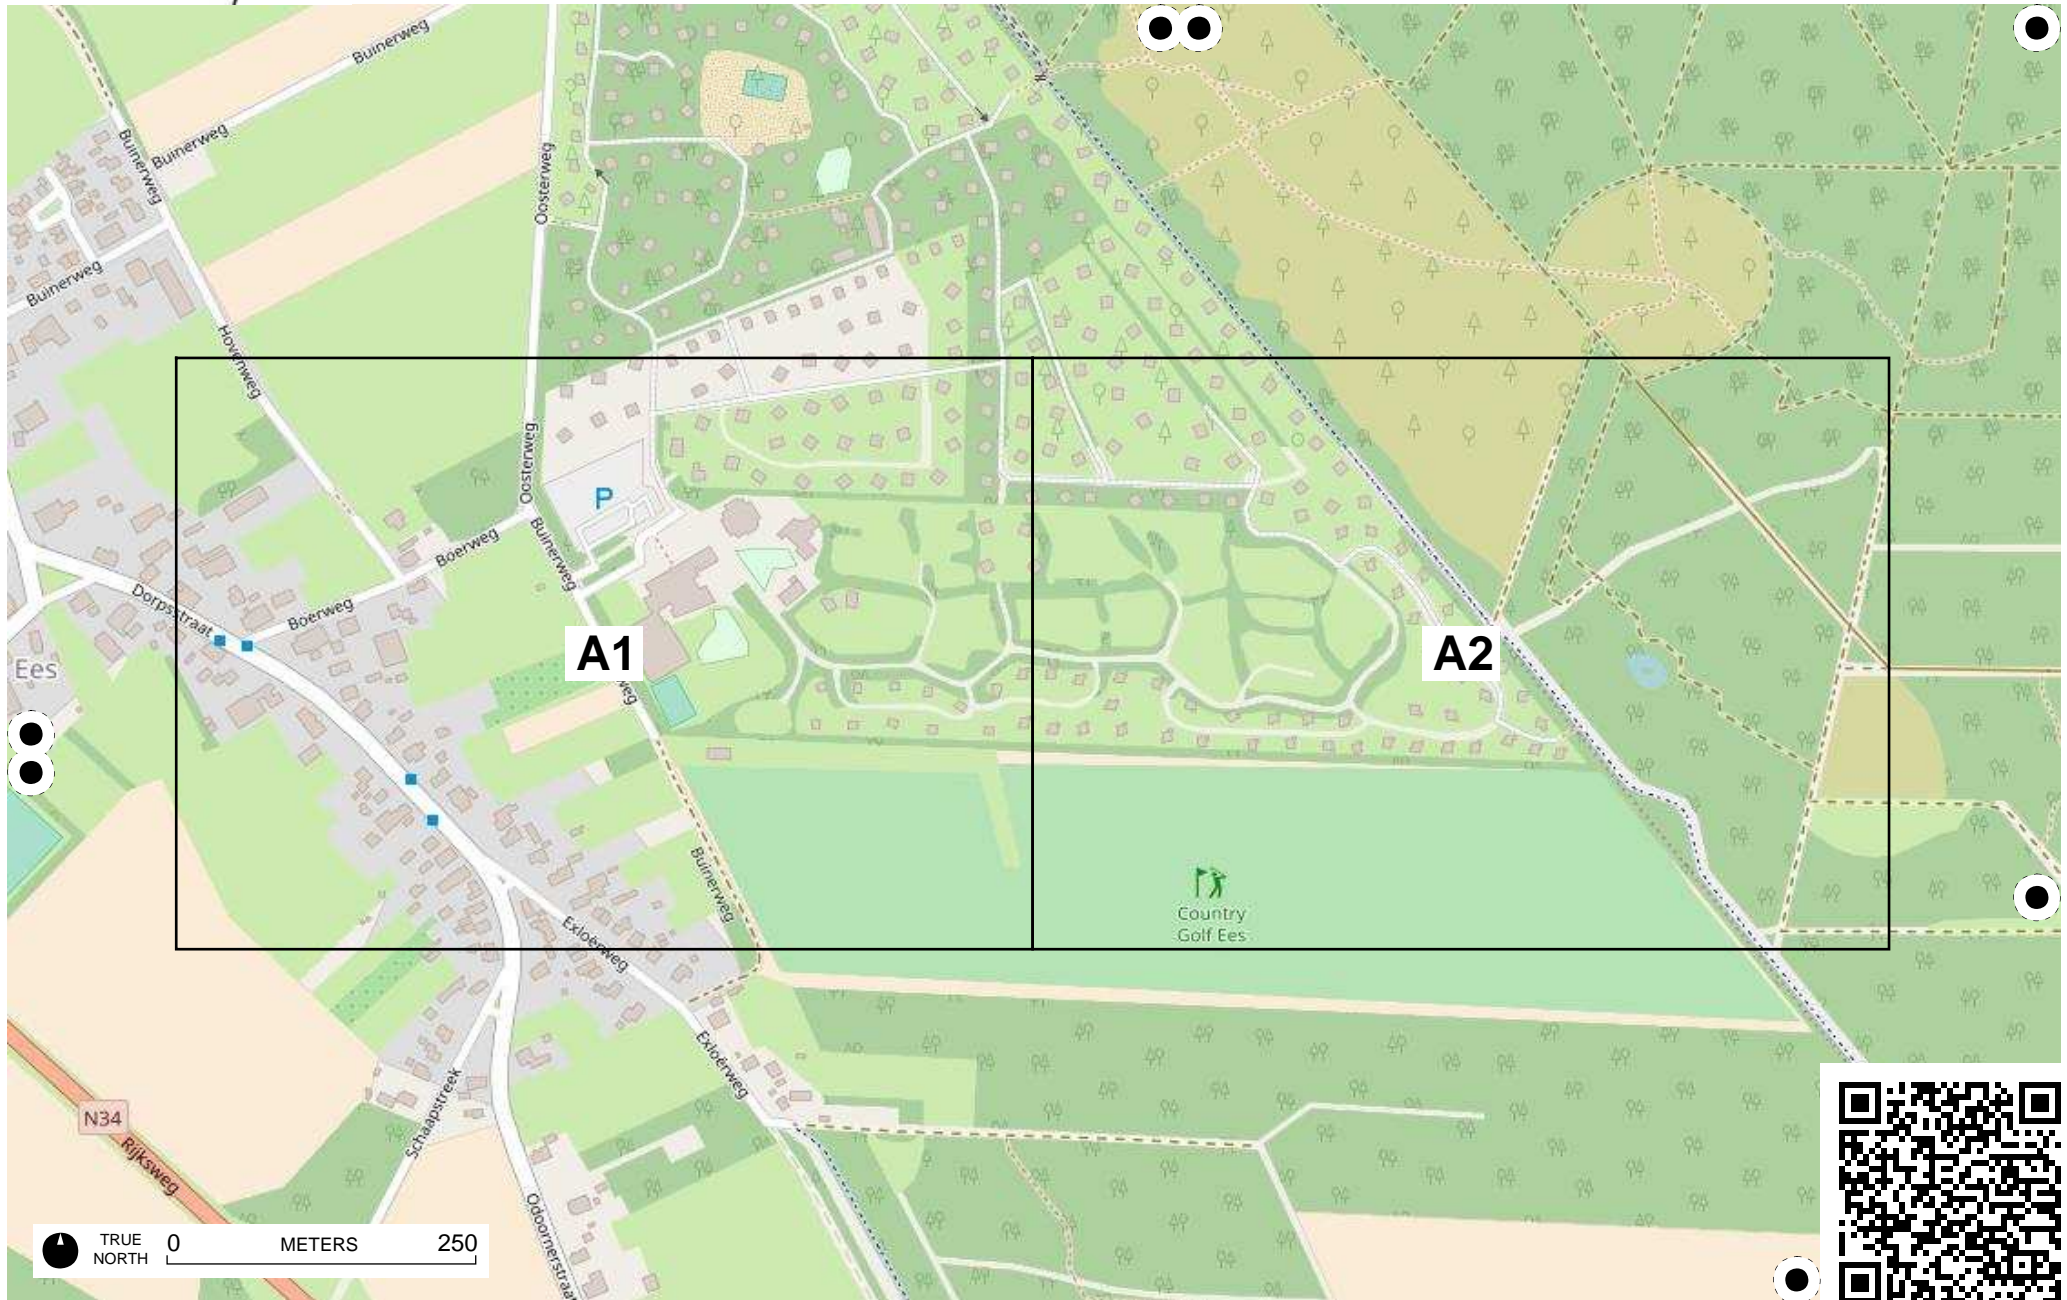 Buinerweg
Buinerweg
Buinerweg
Oosterweg
Buinerweg
Hovenweg
Oosterweg
P
Buinerweg
Boerweg
Boerweg
Dorpsstraat
Ees
A1
A2
weg
Buinerweg
Country
Golf Ees
Exloërweg
Exloërweg
Schaapstreek
N34
Rijksweg
Odoornerstraat
TRUE
NORTH
0
METERS
250